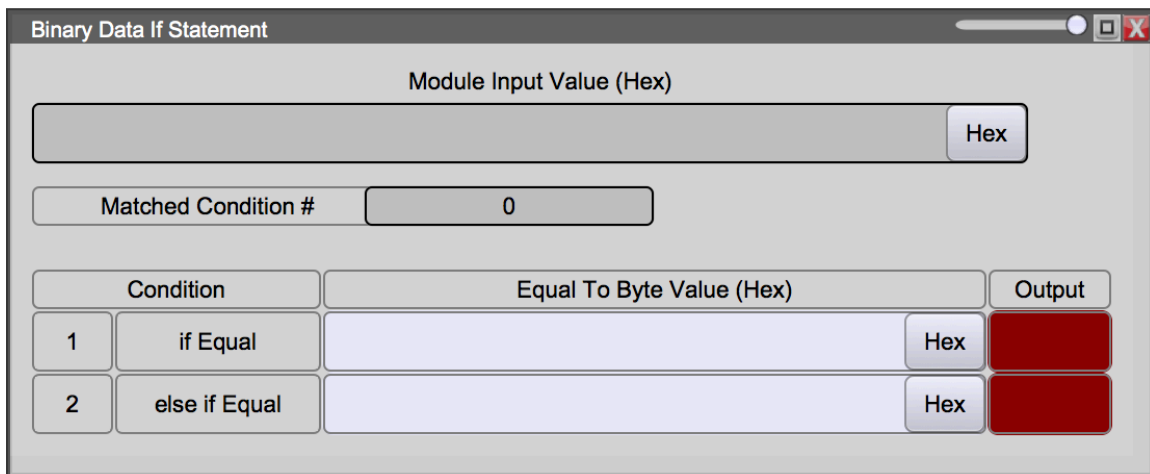 Binary Data If Statement
X
Module Input Value (Hex)
Hex
Matched Condition # 0
Condition Equal To Byte Value (Hex) Output
1 if Equal Hex
2 else if Equal Hex